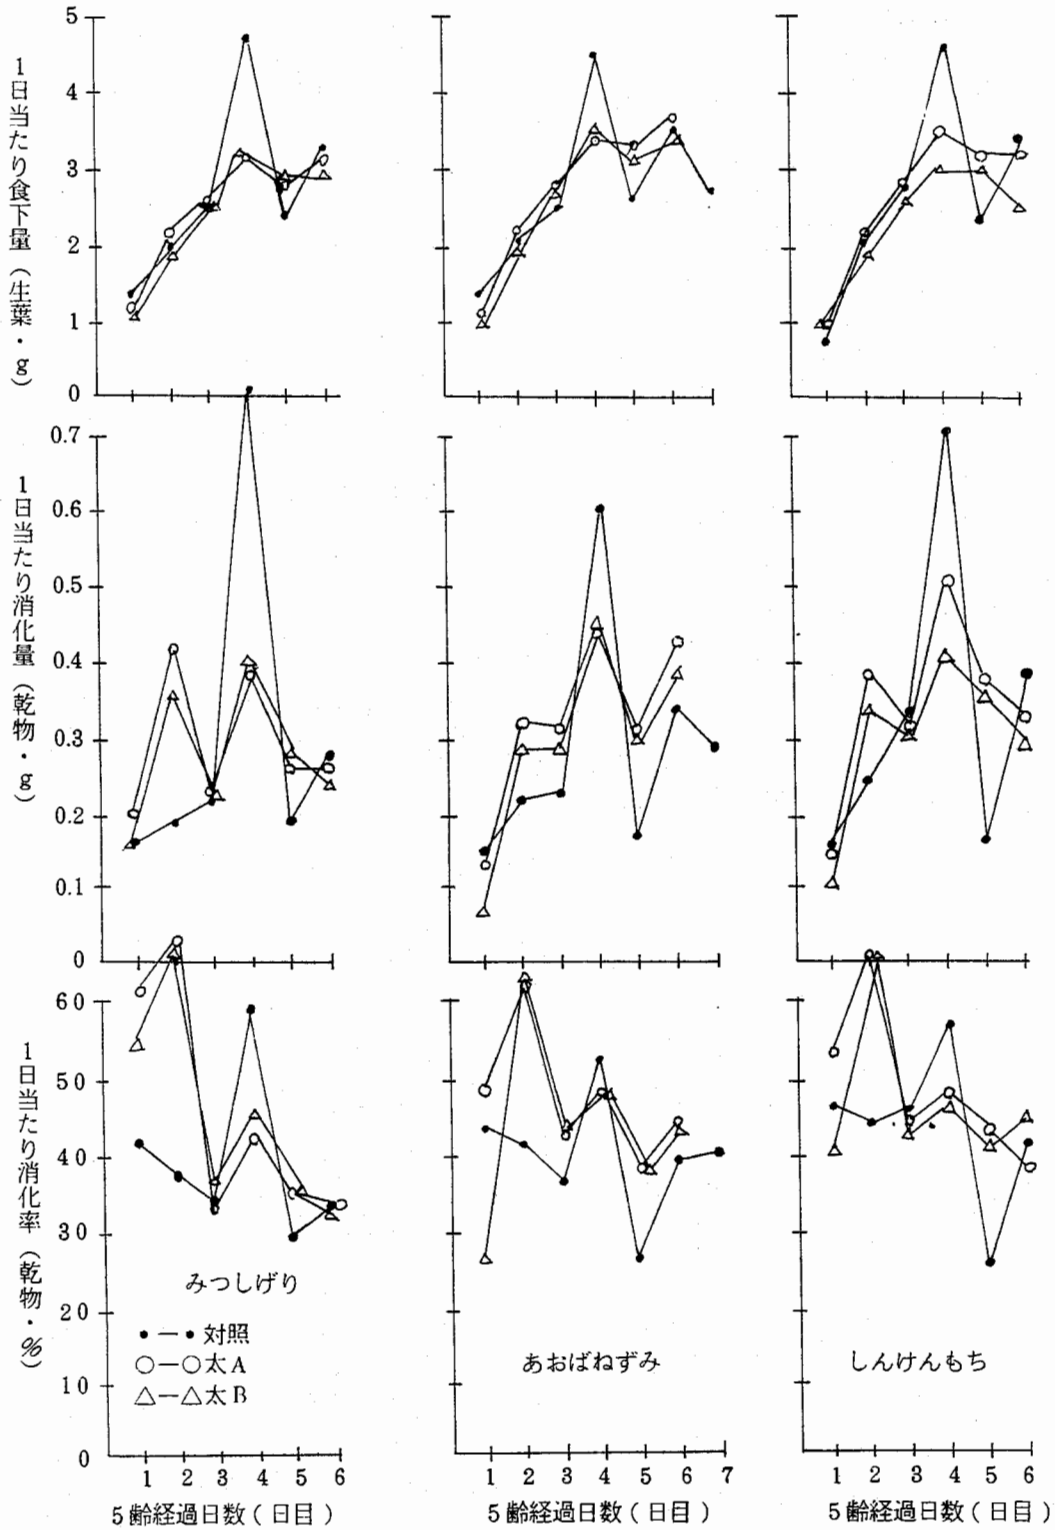 1日当たり食下量（生葉・g）
5
4
3
2
1
0
1日当たり消化量（乾物・g）
0.7
0.6
0.5
0.4
0.3
0.2
0.1
0
1日当たり消化率（乾物・%）
60
50
40
30
20
10
0
みつしげり
●—●対照
○—○太A
△—△太B
あおばねずみ
しんけんもち
1 2 3 4 5 6
1 2 3 4 5 6 7
1 2 3 4 5 6
5齢経過日数（日目）
5齢経過日数（日目）
5齢経過日数（日目）